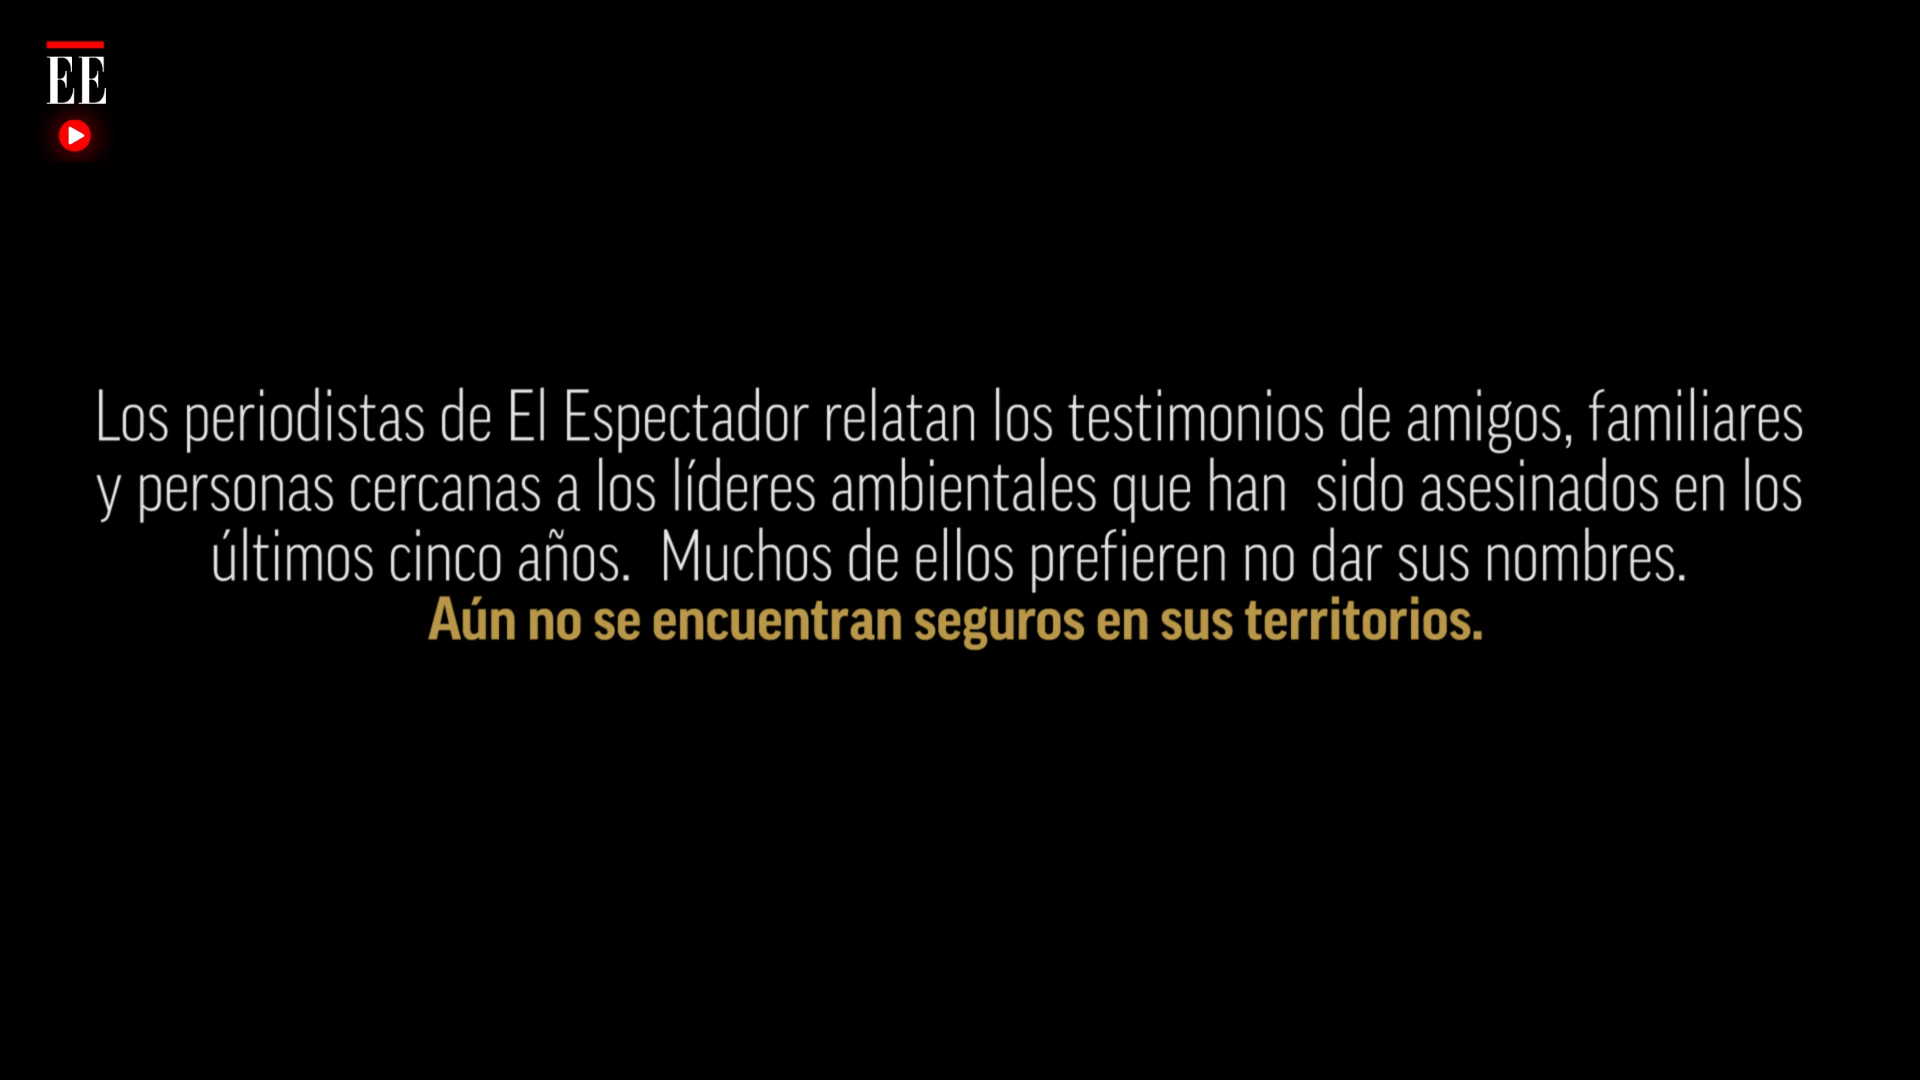 EE
Los periodistas de El Espectador relatan los testimonios de amigos, familiares
y personas cercanas a los líderes ambientales que han  sido asesinados en los
últimos cinco años.  Muchos de ellos prefieren no dar sus nombres.
Aún no se encuentran seguros en sus territorios.